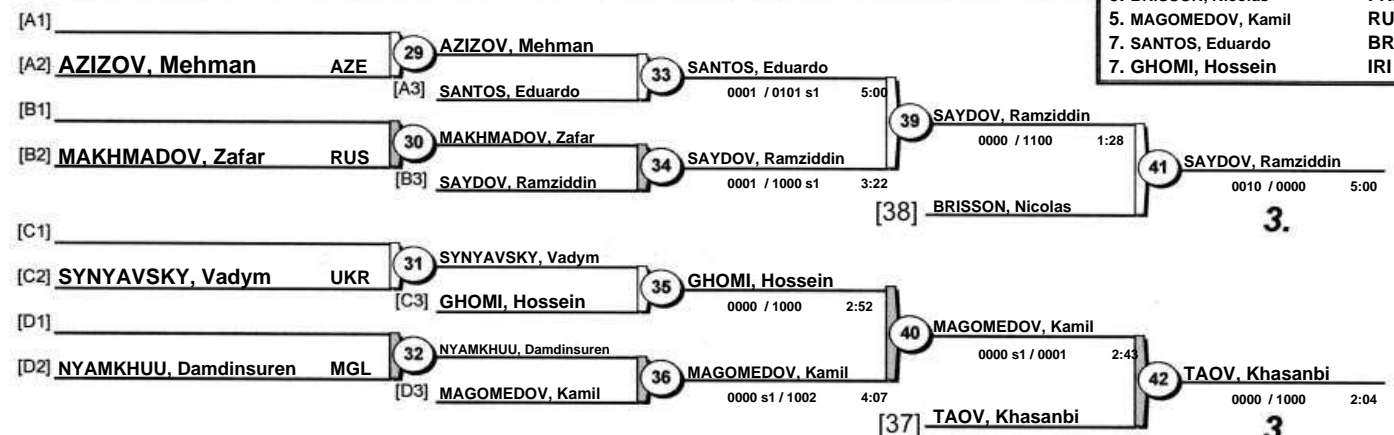 5. MAGOMEDOV, Kamil RU
7. SANTOS, Eduardo BR
7. GHOMI, Hossein IRI
[A1]
[A2] AZIZOV, Mehman AZE
29 AZIZOV, Mehman
[A3] SANTOS, Eduardo
33 SANTOS, Eduardo
0001 / 0101 s1 5:00
[B1]
[B2] MAKHMADOV, Zafar RUS
30 MAKHMADOV, Zafar
[B3] SAYDOV, Ramziddin
34 SAYDOV, Ramziddin
0001 / 1000 s1 3:22
39 SAYDOV, Ramziddin
0000 / 1100 1:28
[38] BRISSON, Nicolas
41 SAYDOV, Ramziddin
0010 / 0000 5:00
3.
[C1]
[C2] SYNYAVSKY, Vadym UKR
31 SYNYAVSKY, Vadym
[C3] GHOMI, Hossein
35 GHOMI, Hossein
0000 / 1000 2:52
[D1]
[D2] NYAMKHUU, Damdinsuren MGL
32 NYAMKHUU, Damdinsuren
[D3] MAGOMEDOV, Kamil
36 MAGOMEDOV, Kamil
0000 s1 / 1002 4:07
40 MAGOMEDOV, Kamil
0000 s1 / 0001 2:43
[37] TAOV, Khasanbi
42 TAOV, Khasanbi
0000 / 1000 2:04
3